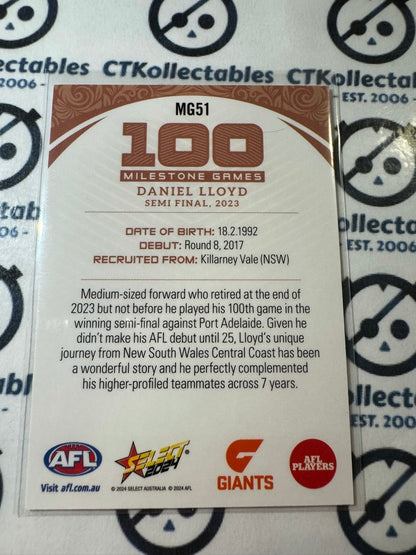 CTKollectables
2006 -
EST. 2006 -
MG51
100
MILESTONE GAMES
DANIEL LLOYD
SEMI FINAL, 2023
DATE OF BIRTH: 18.2.1992
DEBUT: Round 8, 2017
RECRUITED FROM: Killarney Vale (NSW)
Medium-sized forward who retired at the end of
2023 but not before he played his 100th game in the
winning semi-final against Port Adelaide. Given he
didn't make his AFL debut until 25, Lloyd's unique
journey from New South Wales Central Coast has been
a wonderful story and he perfectly complemented
his higher-profiled teammates across 7 years.
AFL
Visit afl.com.au
SELECT
2024
© 2024 SELECT AUSTRALIA © 2024 AFL
GIANTS
AFL
PLAYERS